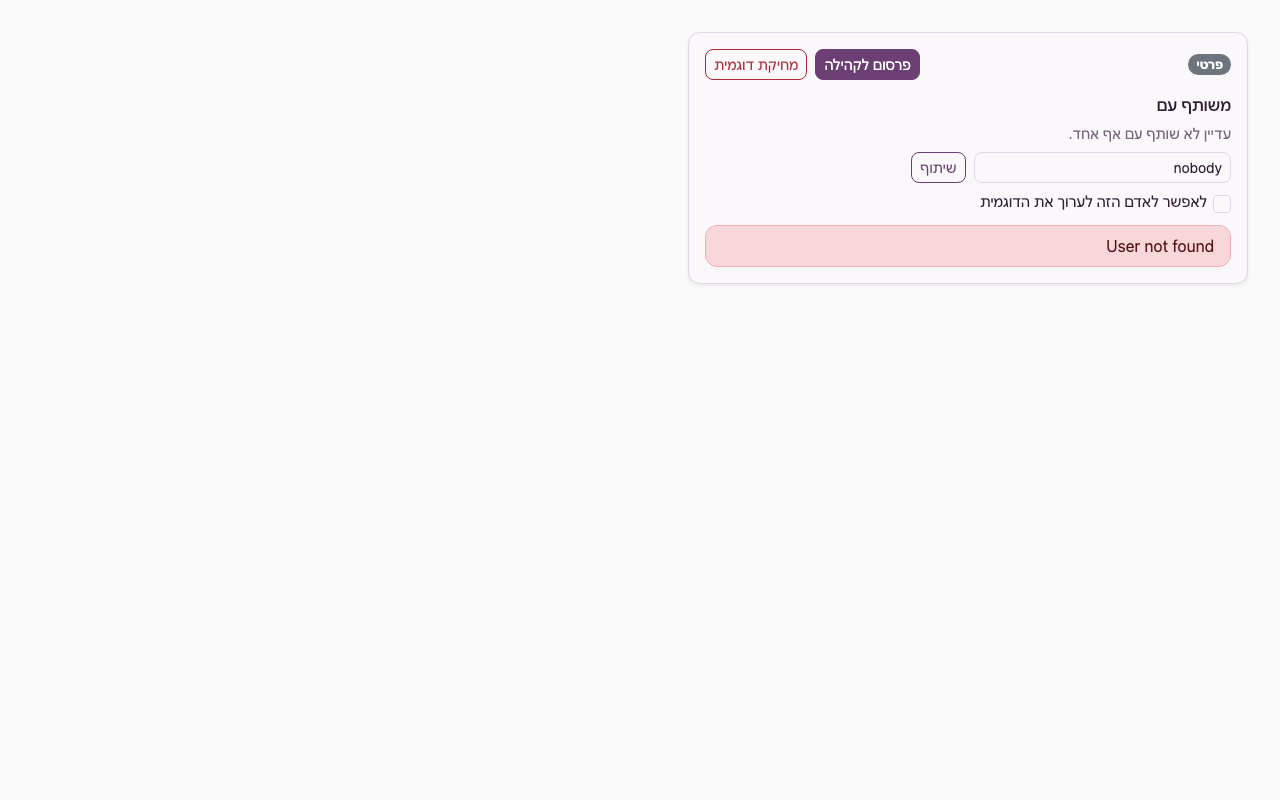 פרטי
פרסום לקהילה
מחיקת דוגמית
משותף עם
עדיין לא שותף עם אף אחד.
nobody
שיתוף
לאפשר לאדם הזה לערוך את הדוגמית
User not found